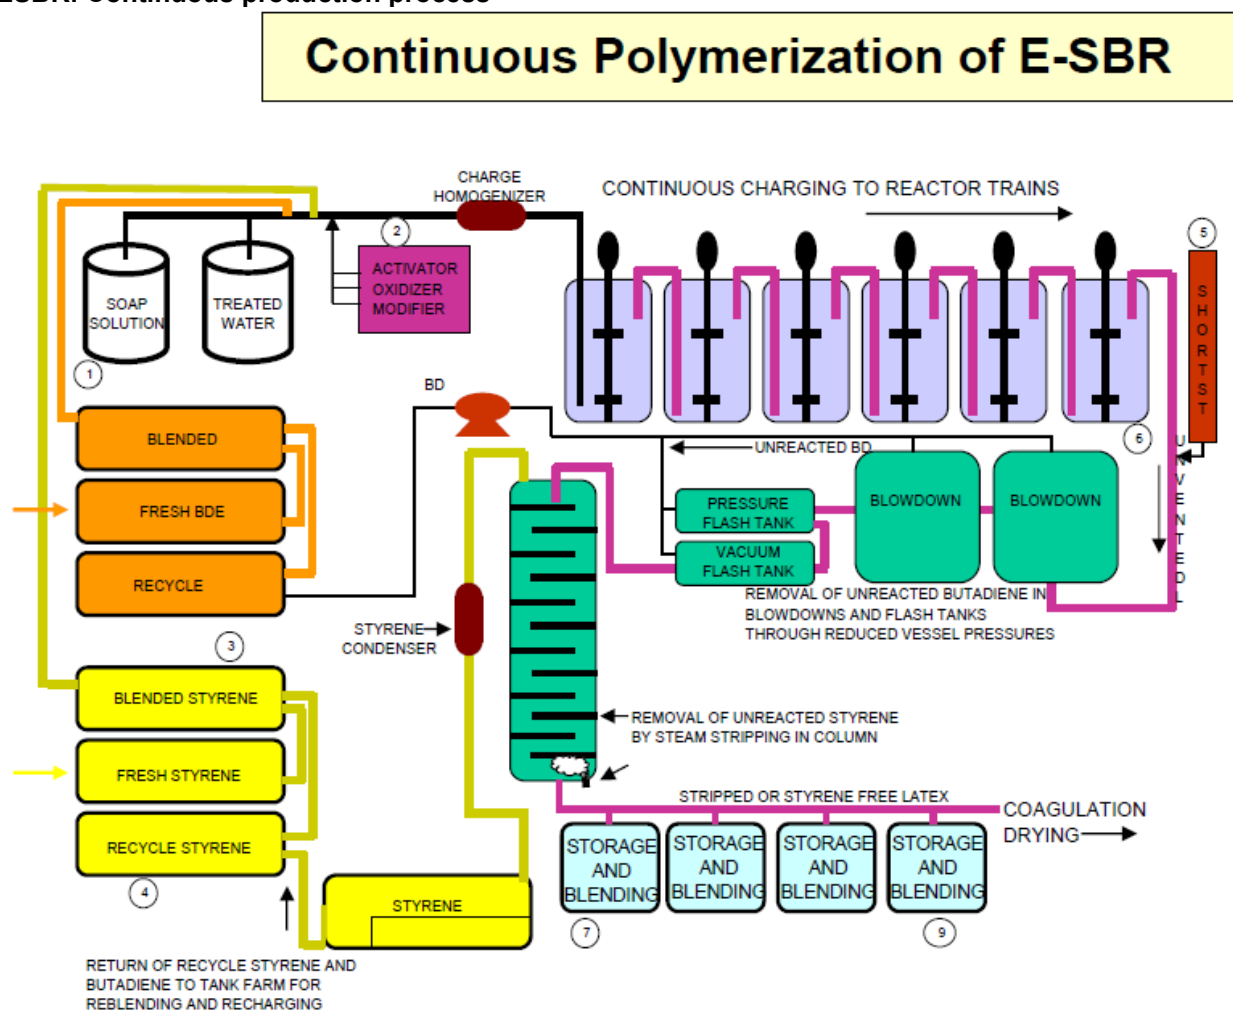 ESBR: Continuous production process
Continuous Polymerization of E-SBR
CHARGE
HOMOGENIZER
CONTINUOUS CHARGING TO REACTOR TRAINS
2
5
ACTIVATOR
OXIDIZER
MODIFIER
SOAP
SOLUTION
TREATED
WATER
SHORTST
1
BD
BLENDED
6
UNREACTED BD
UNVENTEDL
FRESH BDE
PRESSURE
FLASH TANK
BLOWDOWN
BLOWDOWN
VACUUM
FLASH TANK
RECYCLE
REMOVAL OF UNREACTED BUTADIENE IN
BLOWDOWNS AND FLASH TANKS
THROUGH REDUCED VESSEL PRESSURES
STYRENE
CONDENSER
3
BLENDED STYRENE
REMOVAL OF UNREACTED STYRENE
BY STEAM STRIPPING IN COLUMN
FRESH STYRENE
STRIPPED OR STYRENE FREE LATEX
COAGULATION
DRYING
RECYCLE STYRENE
STORAGE
AND
BLENDING
STORAGE
AND
BLENDING
STORAGE
AND
BLENDING
STORAGE
AND
BLENDING
4
STYRENE
7
9
RETURN OF RECYCLE STYRENE AND
BUTADIENE TO TANK FARM FOR
REBLENDING AND RECHARGING